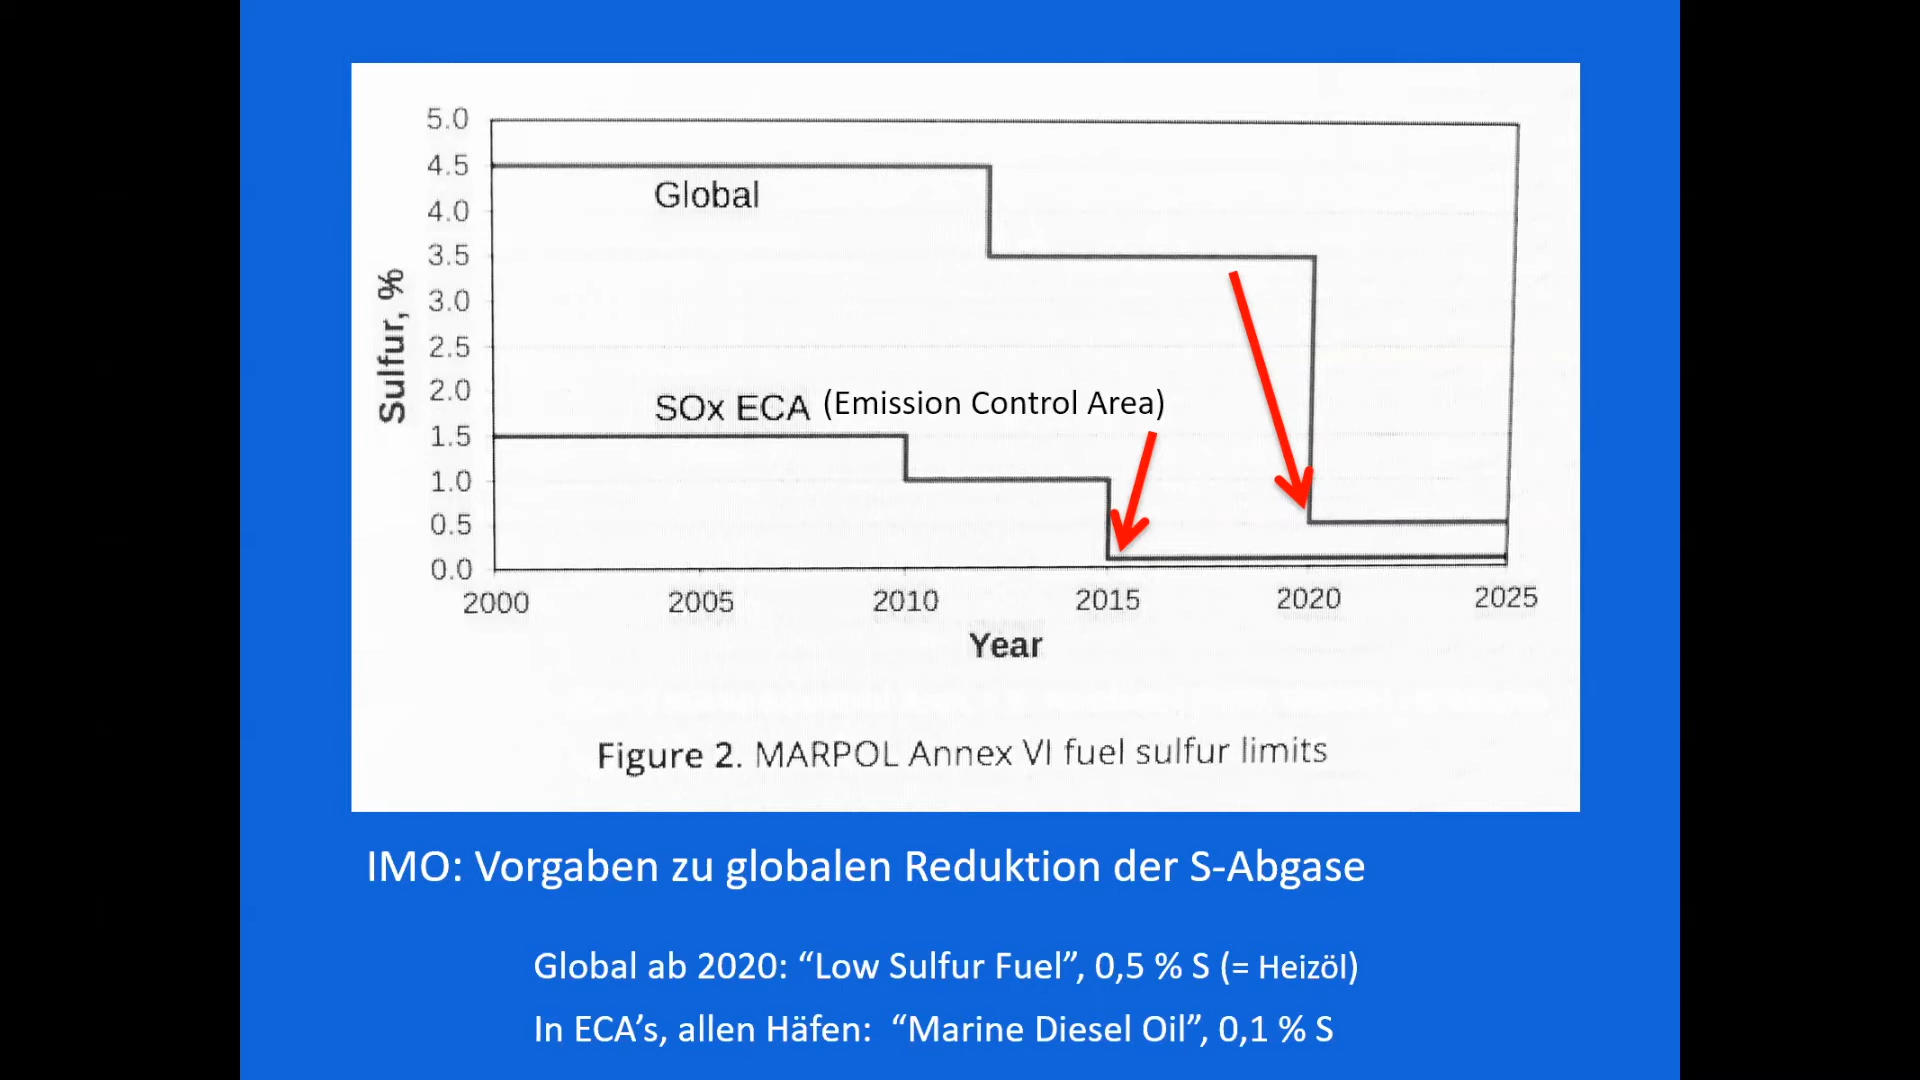 5.0
4.5
Global
4.0
3.5
3.0
2.5
2.0
SOx ECA (Emission Control Area)
1.5
1.0
0.5
0.0
Sulfur, %
2000 2005 2010 2015 2020 2025
Year
Figure 2. MARPOL Annex VI fuel sulfur limits
IMO: Vorgaben zu globalen Reduktion der S-Abgase
Global ab 2020: “Low Sulfur Fuel”, 0,5 % S (= Heizöl)
In ECA’s, allen Häfen: “Marine Diesel Oil”, 0,1 % S